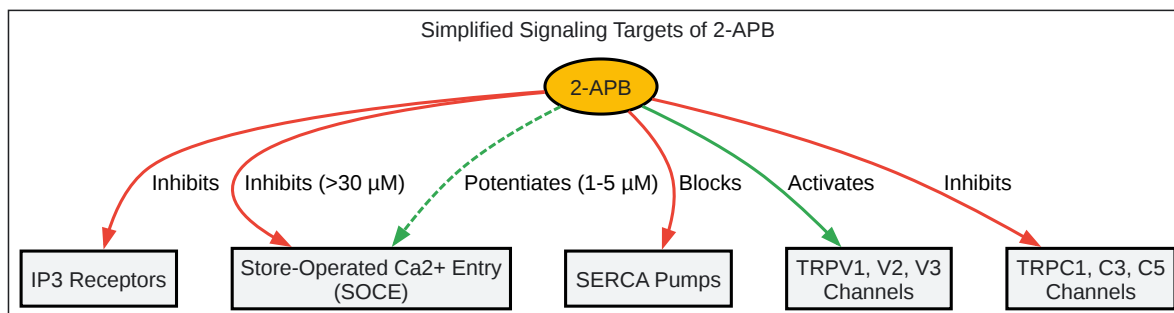 Simplified Signaling Targets of 2-APB
2-APB
Inhibits
Inhibits (>30 µM)
Potentiates (1-5 µM)
Blocks
Activates
Inhibits
IP3 Receptors
Store-Operated Ca2+ Entry
(SOCE)
SERCA Pumps
TRPV1, V2, V3
Channels
TRPC1, C3, C5
Channels